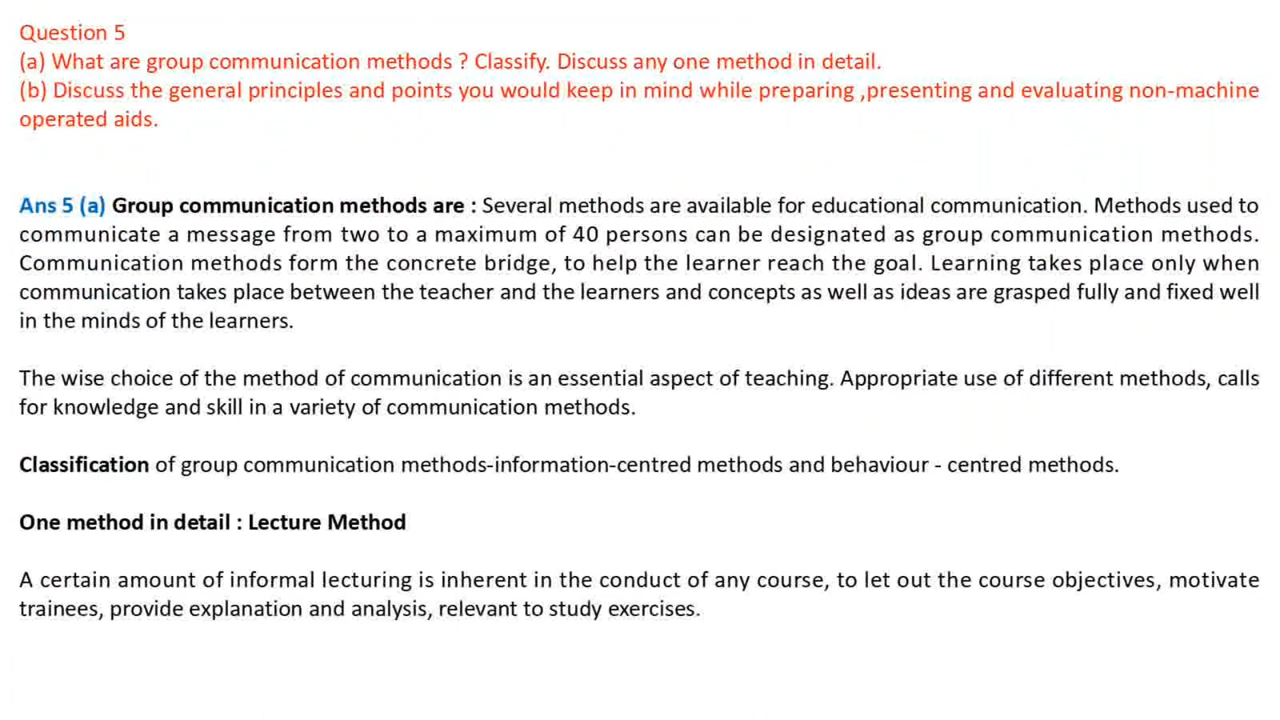 Question 5
(a) What are group communication methods ? Classify. Discuss any one method in detail.
(b) Discuss the general principles and points you would keep in mind while preparing ,presenting and evaluating non-machine
operated aids.
Ans 5 (a) Group communication methods are : Several methods are available for educational communication. Methods used to
communicate a message from two to a maximum of 40 persons can be designated as group communication methods.
Communication methods form the concrete bridge, to help the learner reach the goal. Learning takes place only when
communication takes place between the teacher and the learners and concepts as well as ideas are grasped fully and fixed well
in the minds of the learners.
The wise choice of the method of communication is an essential aspect of teaching. Appropriate use of different methods, calls
for knowledge and skill in a variety of communication methods.
Classification of group communication methods-information-centred methods and behaviour - centred methods.
One method in detail : Lecture Method
A certain amount of informal lecturing is inherent in the conduct of any course, to let out the course objectives, motivate
trainees, provide explanation and analysis, relevant to study exercises.